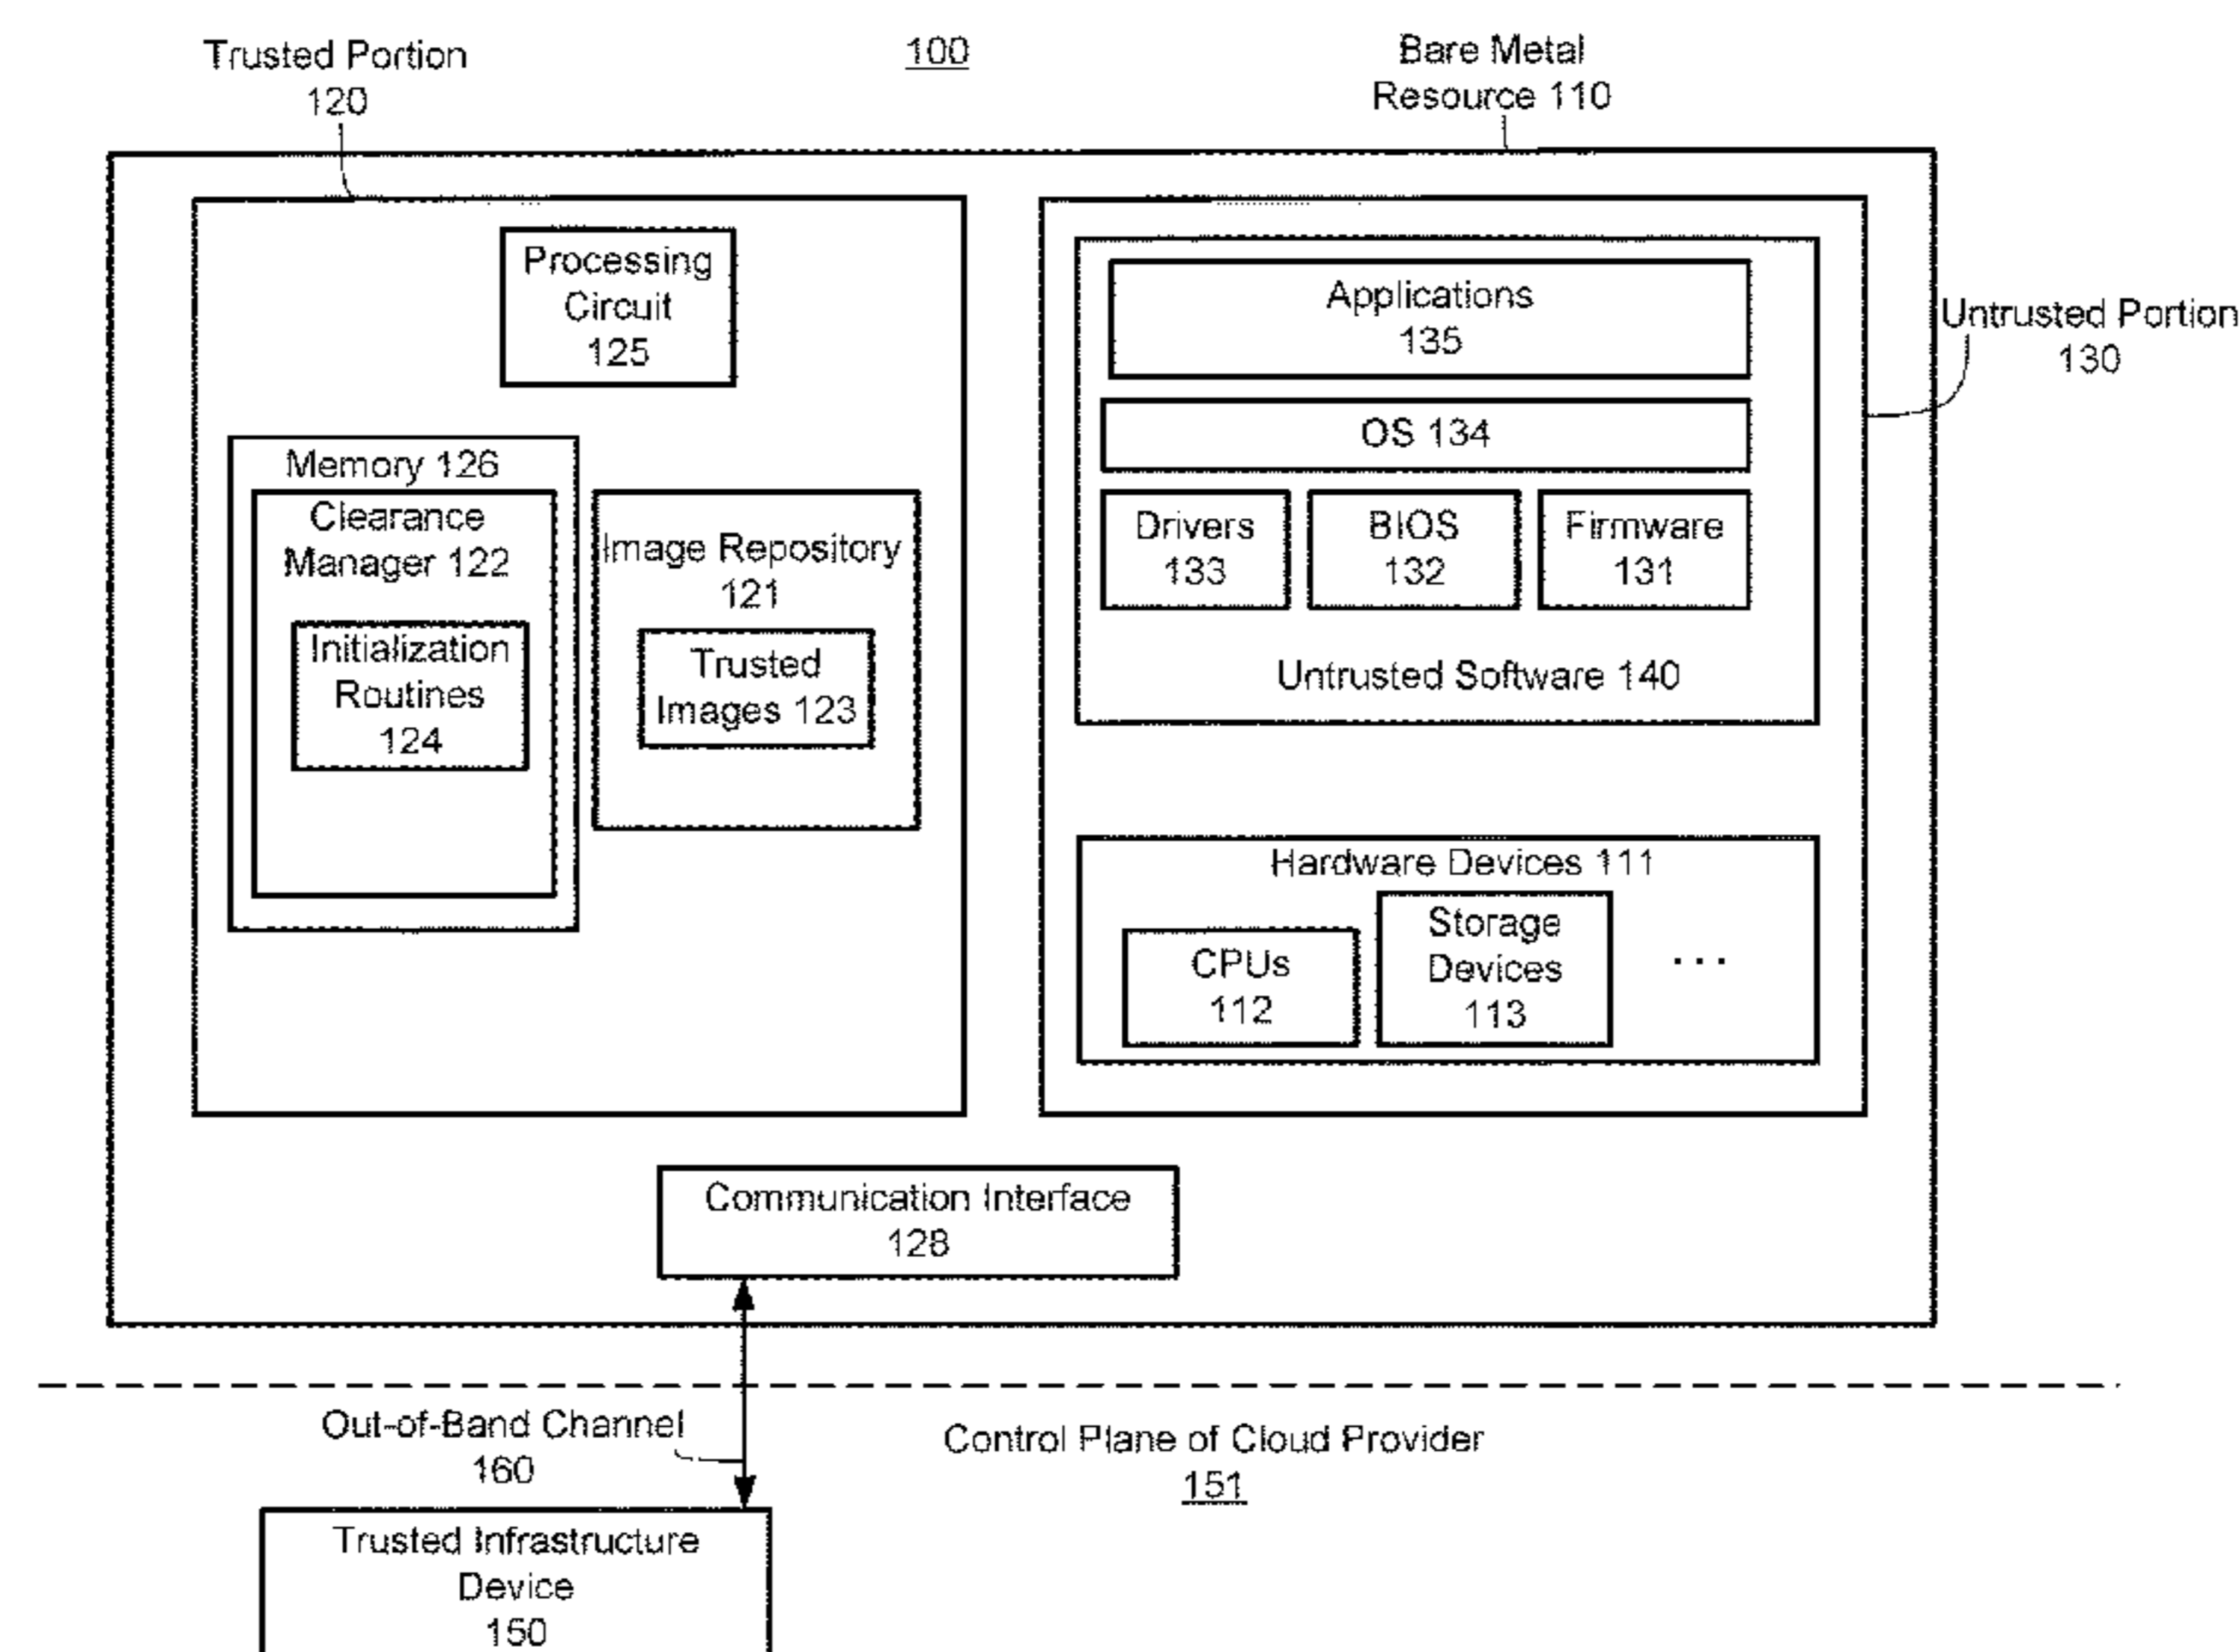 Trusted Portion
120
100
Bare Metal
Resource 110
Processing
Circuit
125
Memory 126
Clearance
Manager 122
Initialization
Routines
124
Image Repository
121
Trusted
Images 123
Applications
135
OS 134
Drivers
133
BIOS
132
Firmware
131
Untrusted Software 140
Untrusted Portion
130
Hardware Devices 111
CPUs
112
Storage
Devices
113
...
Communication Interface
128
Out-of-Band Channel
160
Control Plane of Cloud Provider
151
Trusted Infrastructure
Device
150